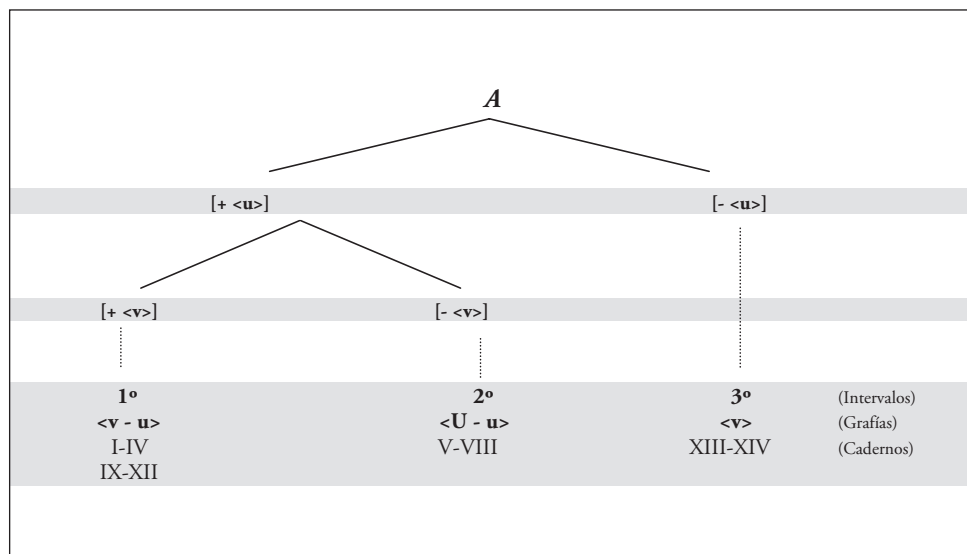 A
[+ <u>] [- <u>]
[+ <v>] [- <v>]
1º 2º 3º (Intervalos)
<v - u> <U - u> <v> (Grafías)
I-IV V-VIII XIII-XIV (Cadernos)
IX-XII